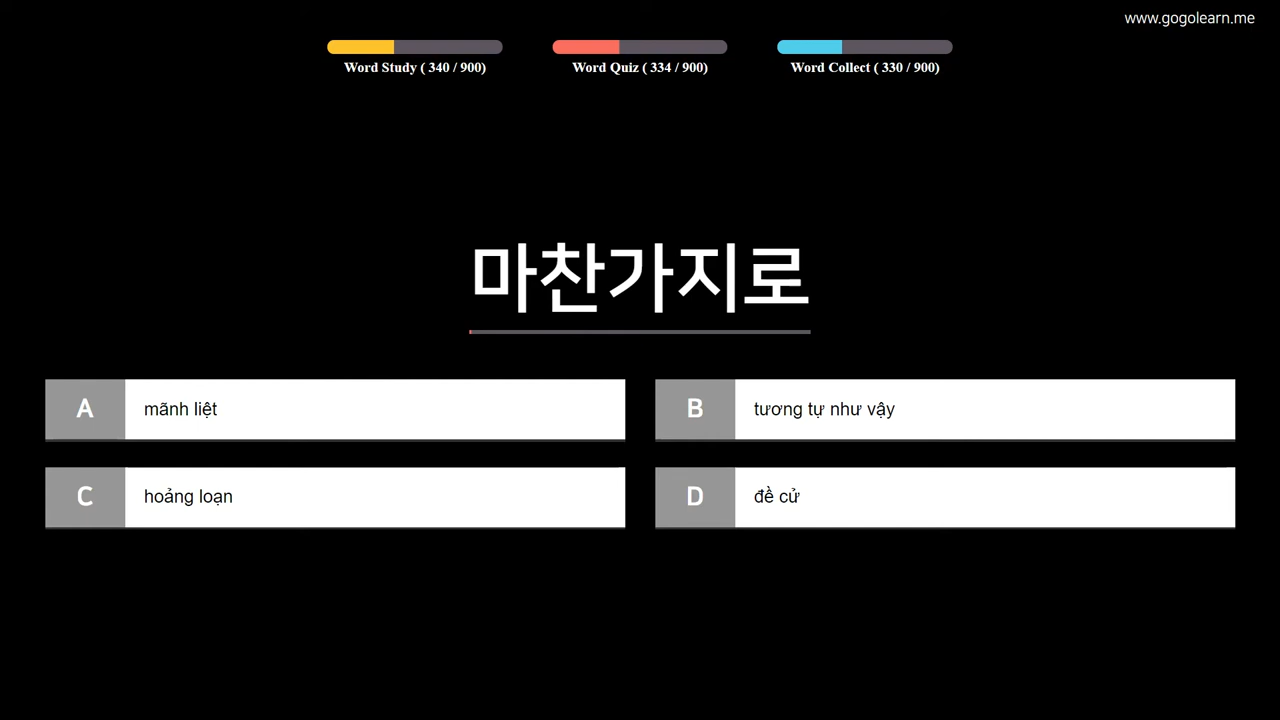 www.gogolearn.me
Word Study ( 340 / 900)
Word Quiz ( 334 / 900)
Word Collect ( 330 / 900)
마찬가지로
A mãnh liệt
B tương tự như vậy
C hoảng loạn
D đề cử